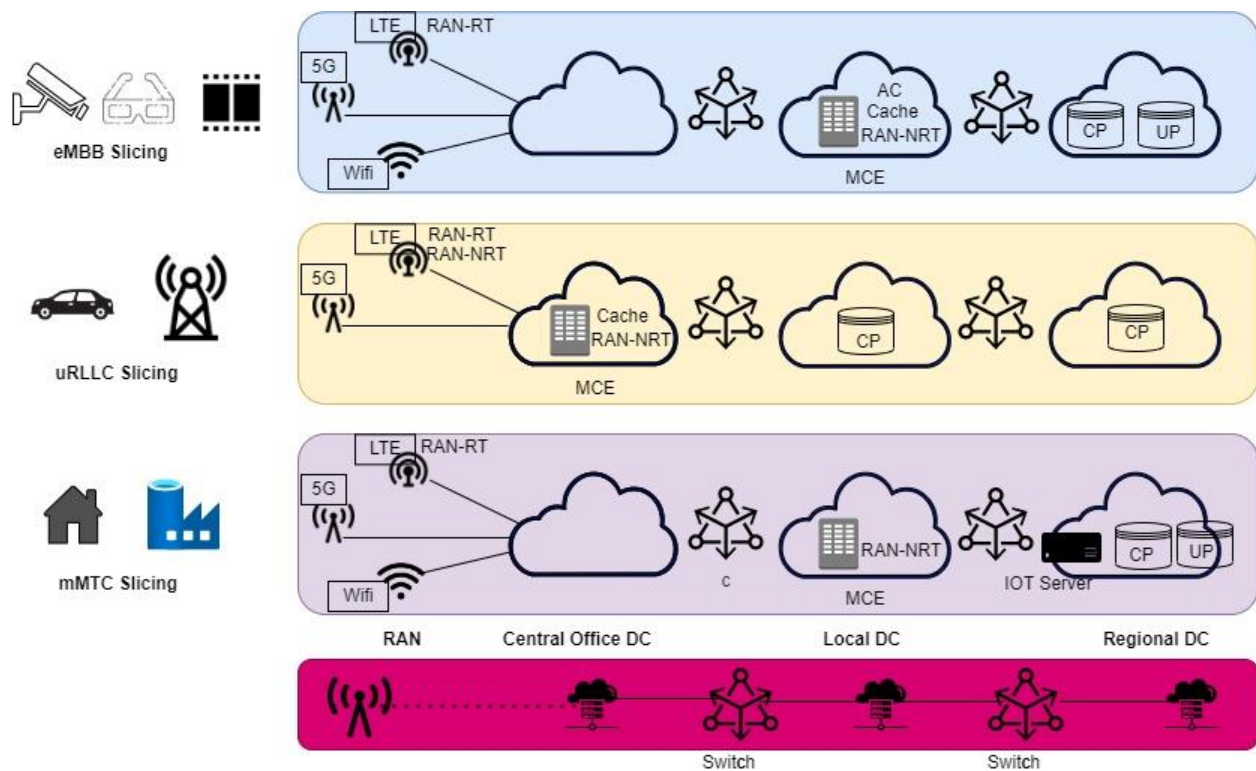 LTE RAN-RT
5G
Wifi
AC
Cache
RAN-NRT
MCE
CP UP
eMBB Slicing
LTE RAN-RT
RAN-NRT
5G
Cache
RAN-NRT
MCE
CP
CP
uRLLC Slicing
LTE RAN-RT
5G
Wifi
c
RAN-NRT
MCE
IOT Server
CP UP
mMTC Slicing
RAN Central Office DC Local DC Regional DC
Switch Switch